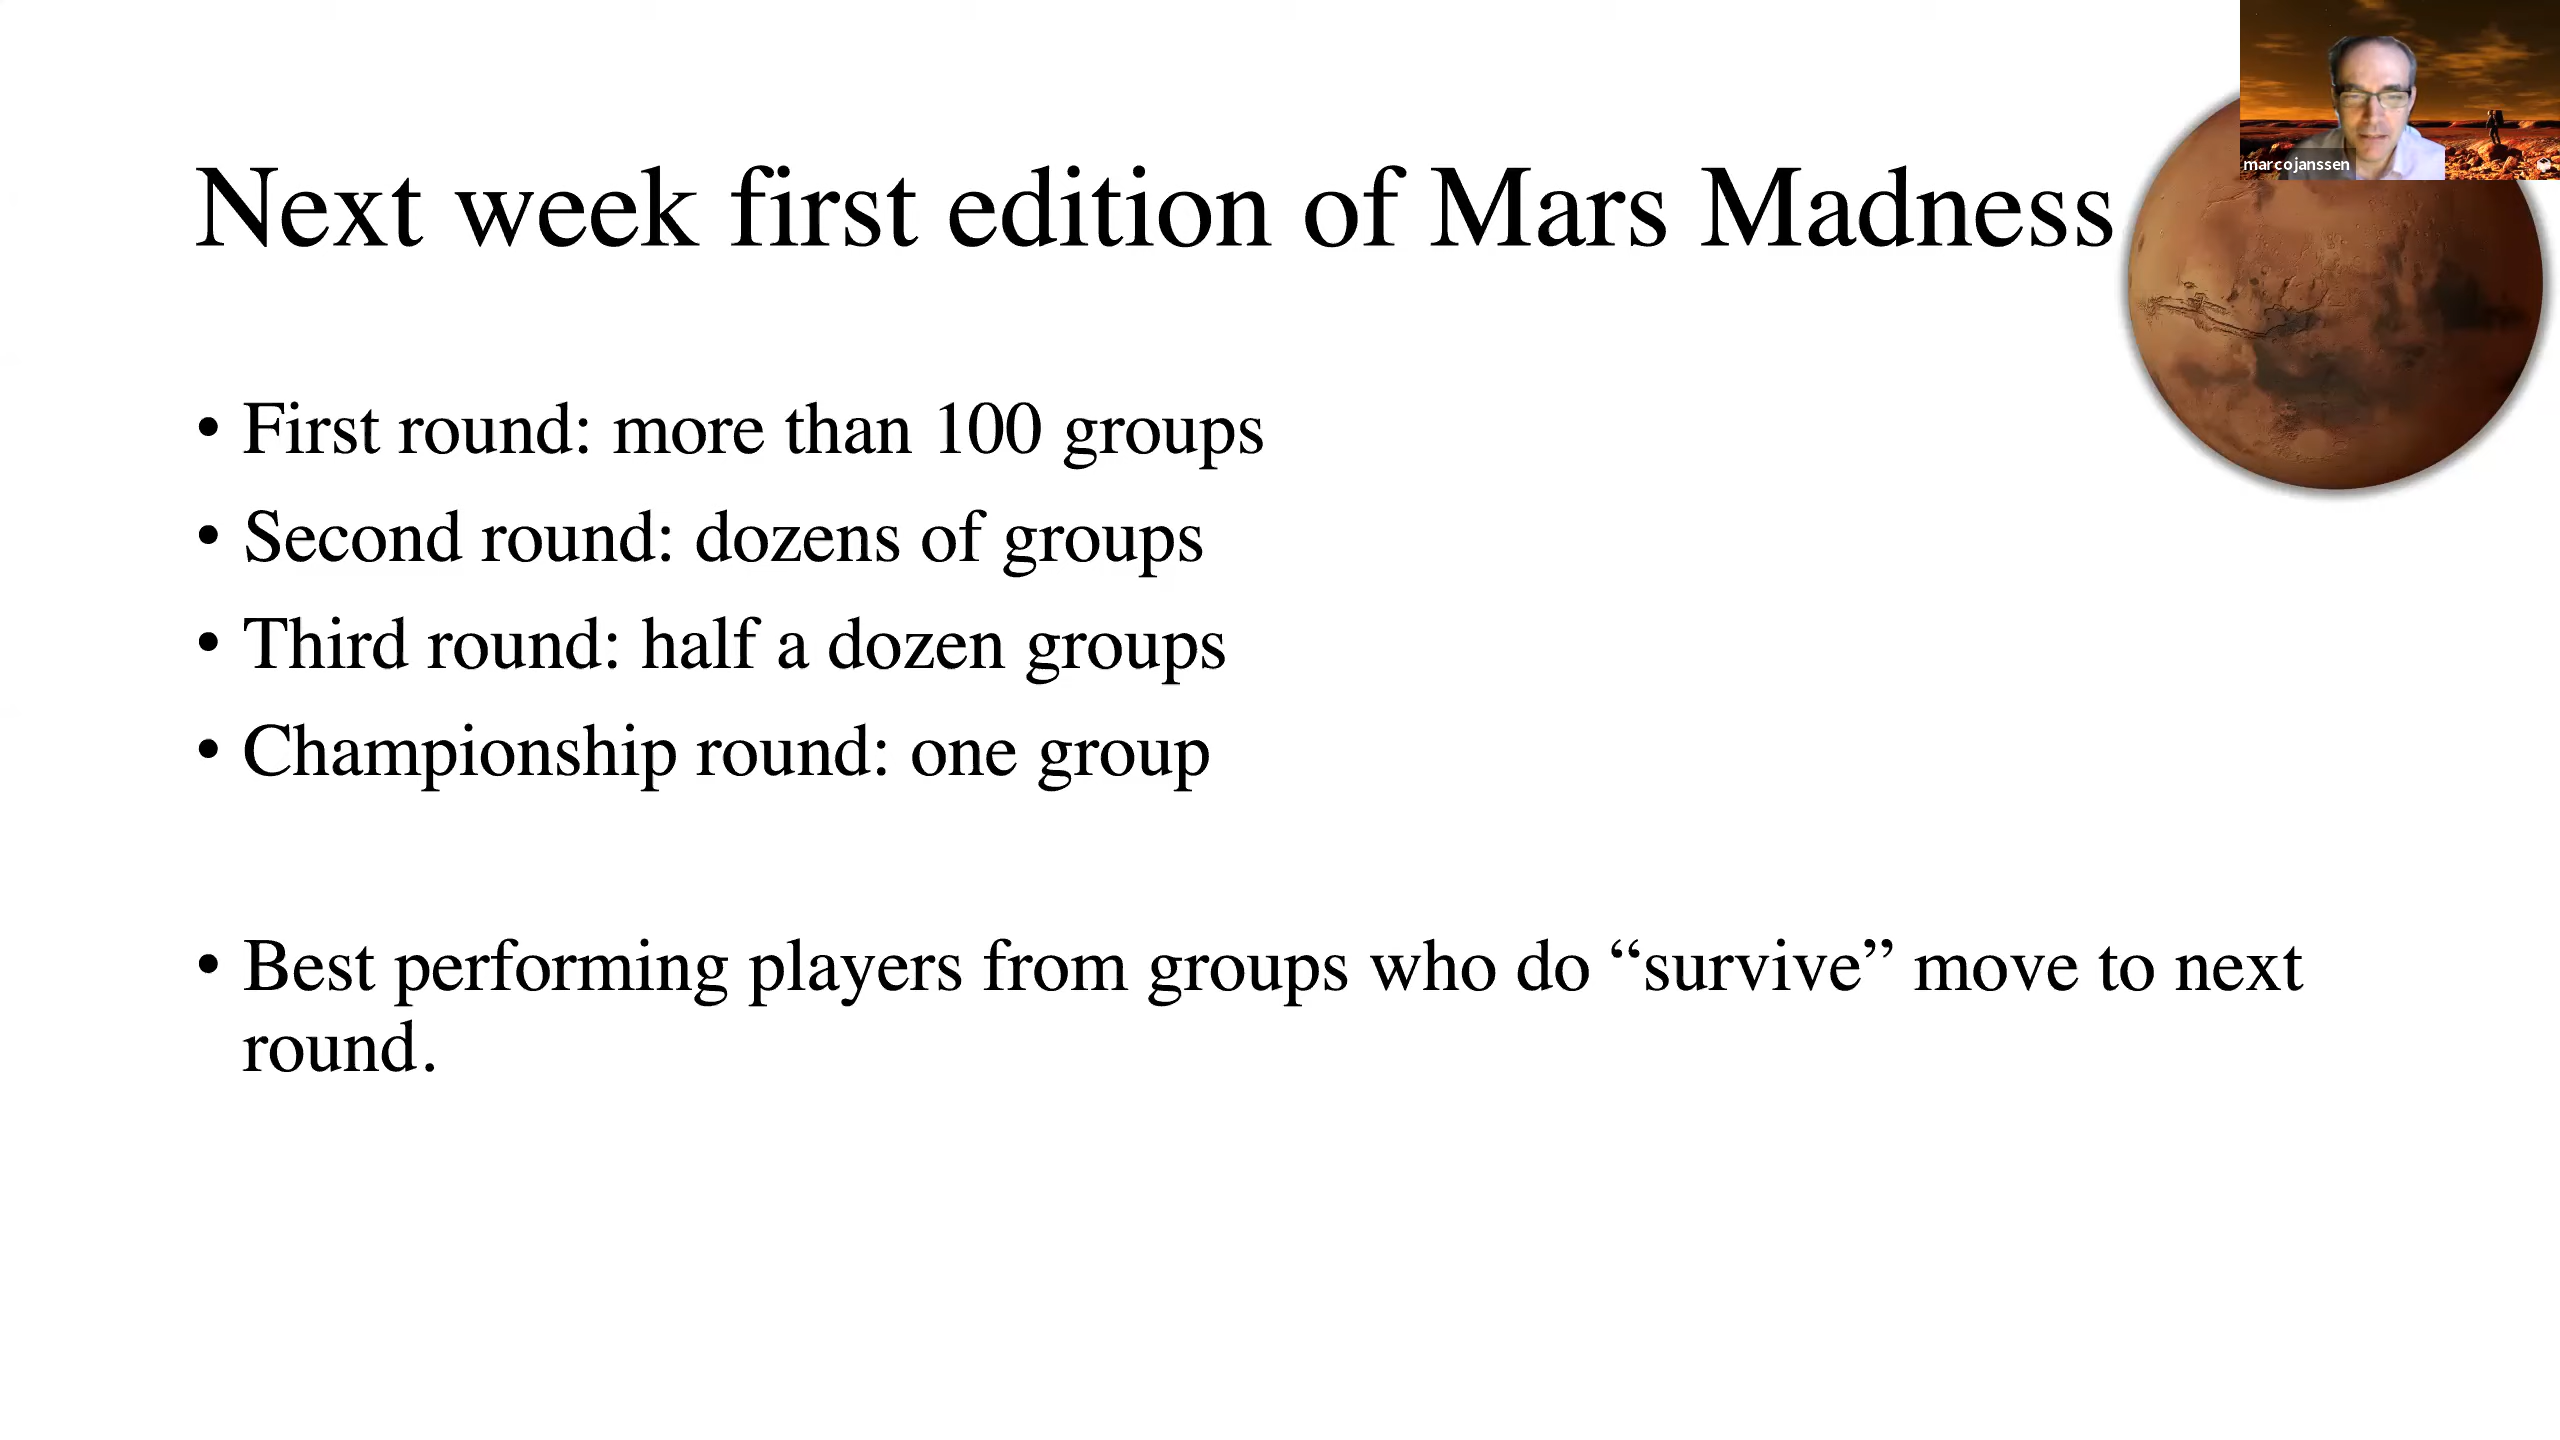 Next week first edition of Mars Madness
marcojanssen
• First round: more than 100 groups
• Second round: dozens of groups
• Third round: half a dozen groups
• Championship round: one group
• Best performing players from groups who do “survive” move to next
round.